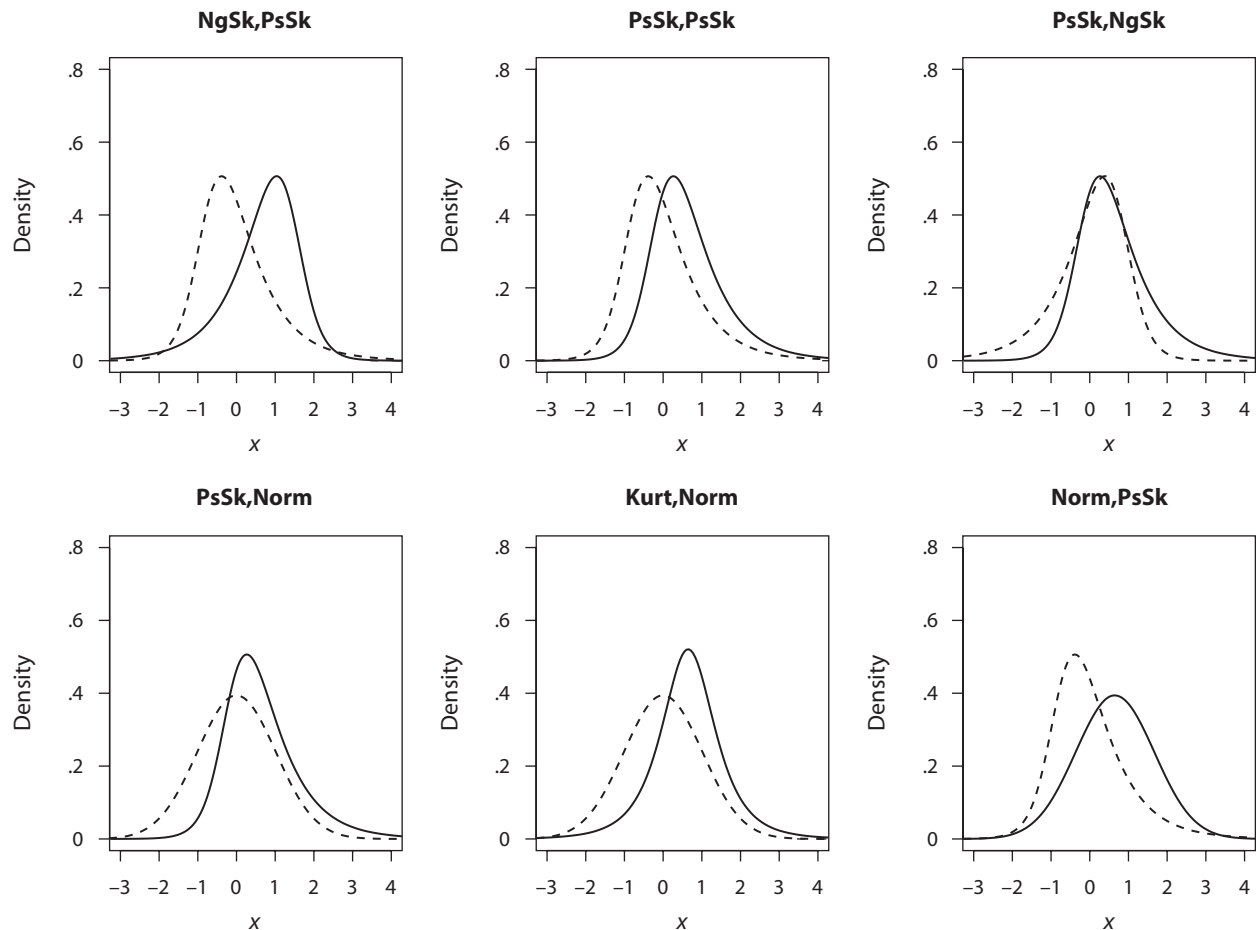 NgSk,PsSk
PsSk,PsSk
PsSk,NgSk
.8
.6
.4
.2
0
Density
–3 –2 –1 0 1 2 3 4
x
.8
.6
.4
.2
0
Density
–3 –2 –1 0 1 2 3 4
x
.8
.6
.4
.2
0
Density
–3 –2 –1 0 1 2 3 4
x
PsSk,Norm
Kurt,Norm
Norm,PsSk
.8
.6
.4
.2
0
Density
–3 –2 –1 0 1 2 3 4
x
.8
.6
.4
.2
0
Density
–3 –2 –1 0 1 2 3 4
x
.8
.6
.4
.2
0
Density
–3 –2 –1 0 1 2 3 4
x